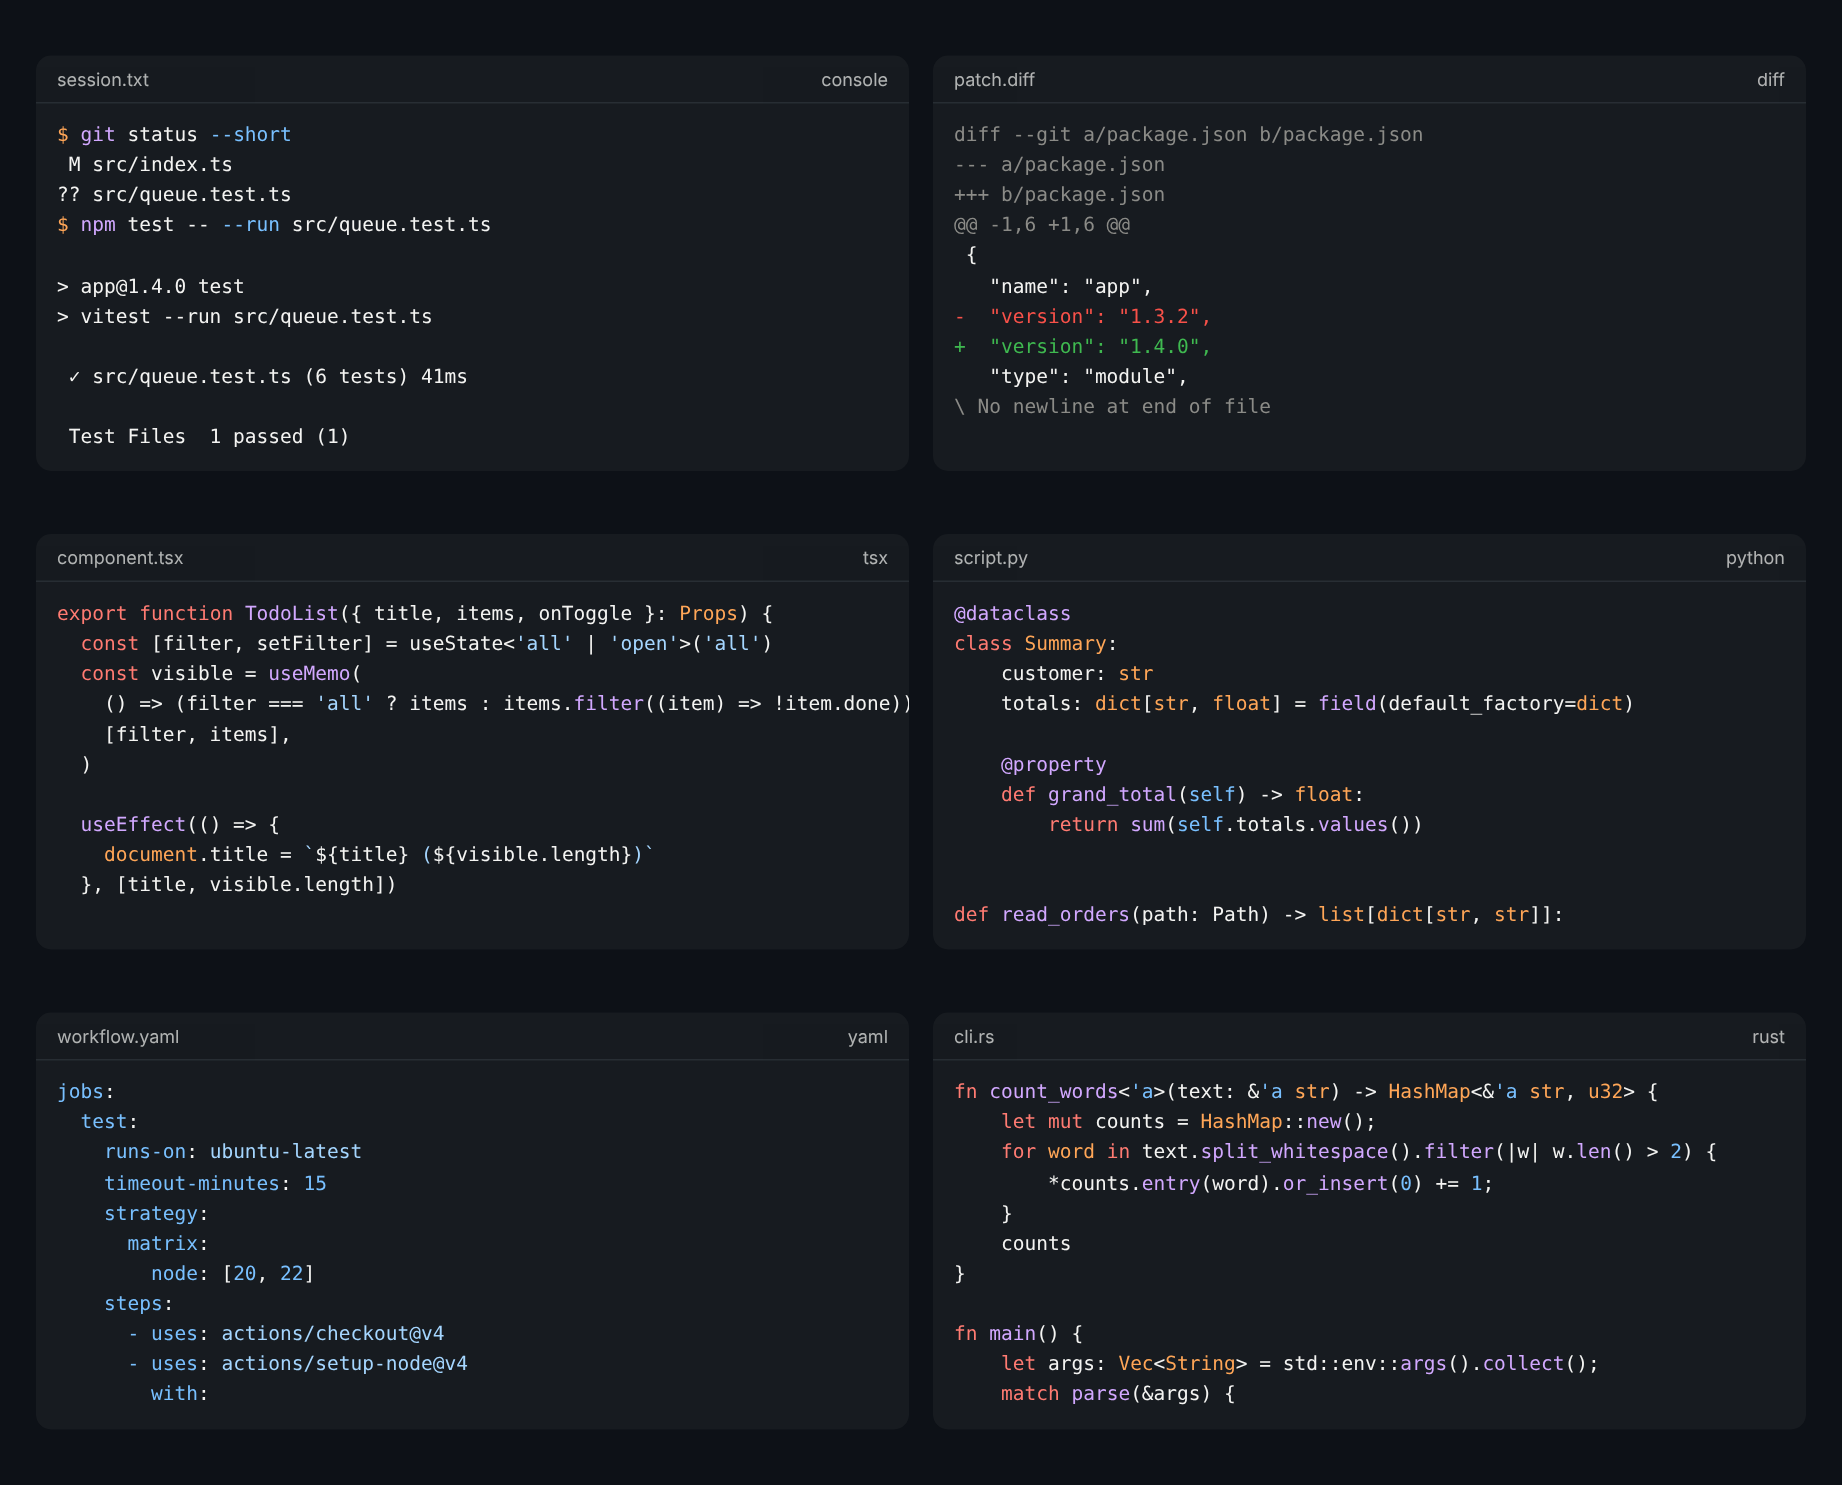 session.txt console
$ git status --short
 M src/index.ts
?? src/queue.test.ts
$ npm test -- --run src/queue.test.ts

> app@1.4.0 test
> vitest --run src/queue.test.ts

 ✓ src/queue.test.ts (6 tests) 41ms

 Test Files  1 passed (1)

patch.diff diff
diff --git a/package.json b/package.json
--- a/package.json
+++ b/package.json
@@ -1,6 +1,6 @@
 {
   "name": "app",
-  "version": "1.3.2",
+  "version": "1.4.0",
   "type": "module",
\ No newline at end of file

component.tsx tsx
export function TodoList({ title, items, onToggle }: Props) {
  const [filter, setFilter] = useState<'all' | 'open'>('all')
  const visible = useMemo(
    () => (filter === 'all' ? items : items.filter((item) => !item.done))
    [filter, items],
  )

  useEffect(() => {
    document.title = `${title} (${visible.length})`
  }, [title, visible.length])

script.py python
@dataclass
class Summary:
    customer: str
    totals: dict[str, float] = field(default_factory=dict)

    @property
    def grand_total(self) -> float:
        return sum(self.totals.values())


def read_orders(path: Path) -> list[dict[str, str]]:

workflow.yaml yaml
jobs:
  test:
    runs-on: ubuntu-latest
    timeout-minutes: 15
    strategy:
      matrix:
        node: [20, 22]
    steps:
      - uses: actions/checkout@v4
      - uses: actions/setup-node@v4
        with:

cli.rs rust
fn count_words<'a>(text: &'a str) -> HashMap<&'a str, u32> {
    let mut counts = HashMap::new();
    for word in text.split_whitespace().filter(|w| w.len() > 2) {
        *counts.entry(word).or_insert(0) += 1;
    }
    counts
}

fn main() {
    let args: Vec<String> = std::env::args().collect();
    match parse(&args) {